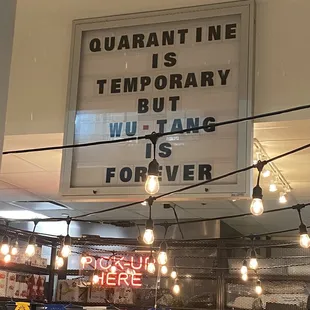 QUARANTINE
IS
TEMPORARY
BUT
WU-TANG
IS
FOREVER
PICK-UP
HERE